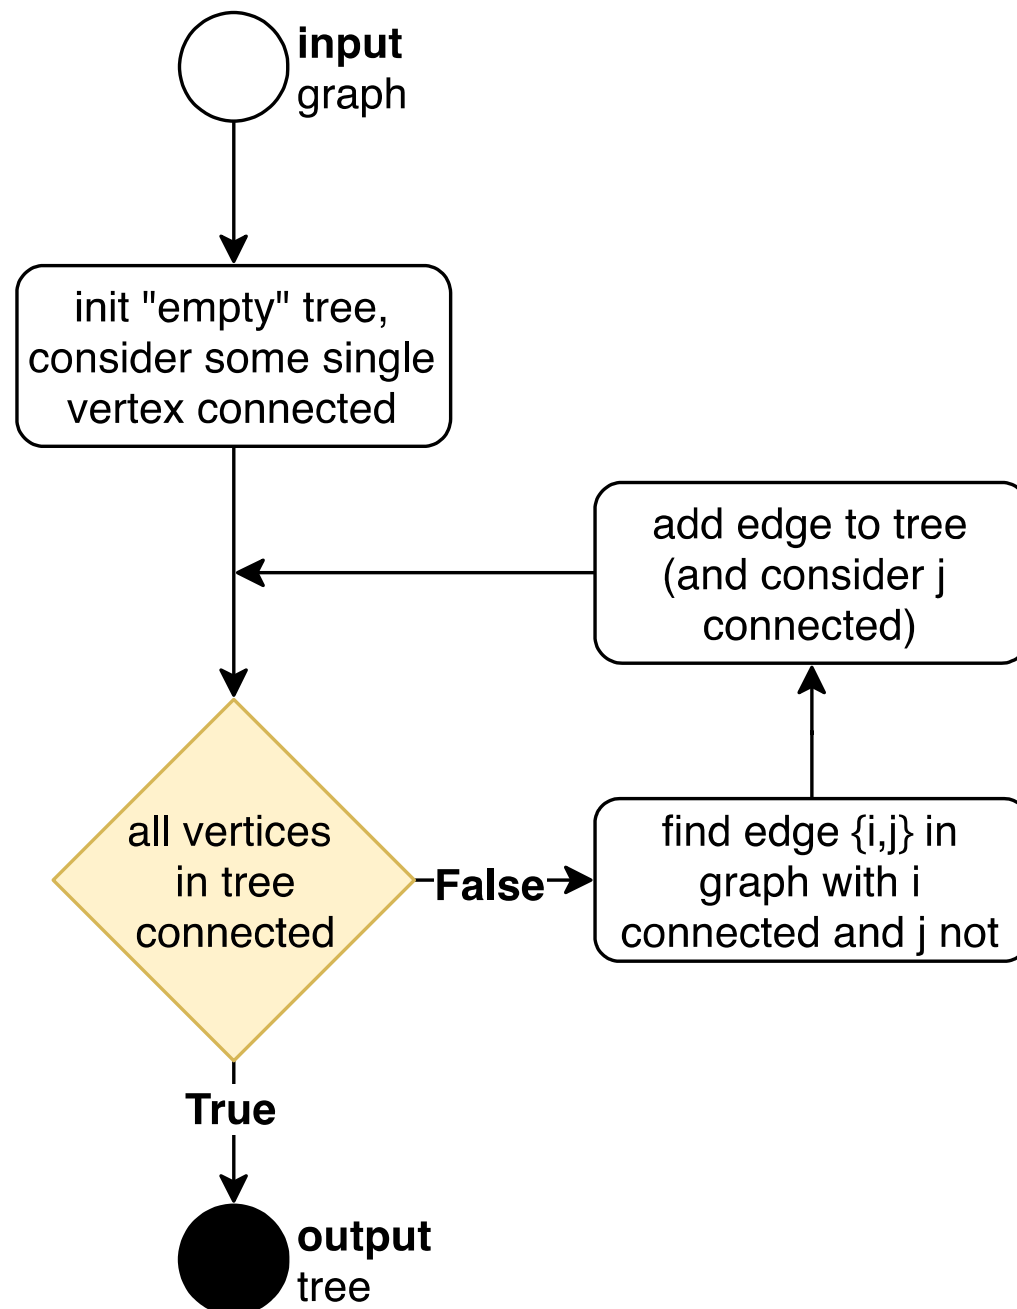 input
graph
init "empty" tree,
consider some single
vertex connected
add edge to tree
(and consider j
connected)
all vertices
in tree
connected
False
find edge {i,j} in
graph with i
connected and j not
True
output
tree